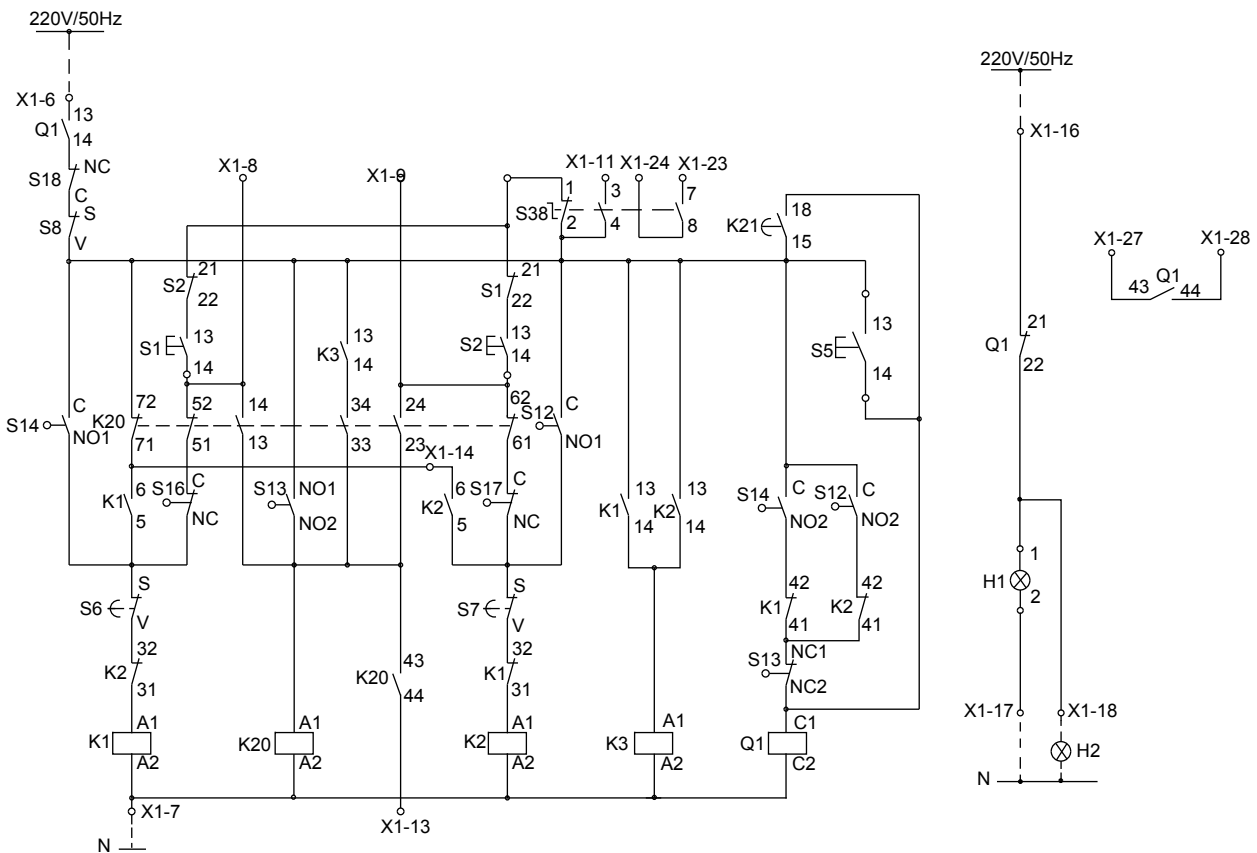 220V/50Hz
220V/50Hz
X1-6
13
Q1
14
X1-16
NC
S18
C
X1-8
X1-9
X1-11
X1-24
X1-23
1
3
7
S38
2
4
8
S
S8
V
K21
18
15
X1-27
X1-28
Q1
43
44
21
S2
22
21
S1
22
13
S1
14
K3
13
14
S2
13
14
S5
13
14
Q1
21
22
C
S14
NO1
72
K20
71
52
51
14
13
34
33
24
23
62
61
S12
C
NO1
X1-14
6
K1
5
S16
C
NC
S13
NO1
NO2
6
K2
5
S17
C
NC
K1
13
14
K2
13
14
S14
C
NO2
S12
C
NO2
1
H1
2
S
S6
V
S
S7
V
42
K1
41
42
K2
41
32
K2
31
43
K20
44
32
K1
31
NC1
S13
NC2
X1-17
X1-18
A1
K1
A2
A1
K20
A2
A1
K2
A2
A1
K3
A2
C1
Q1
C2
H2
N
X1-7
X1-13
N